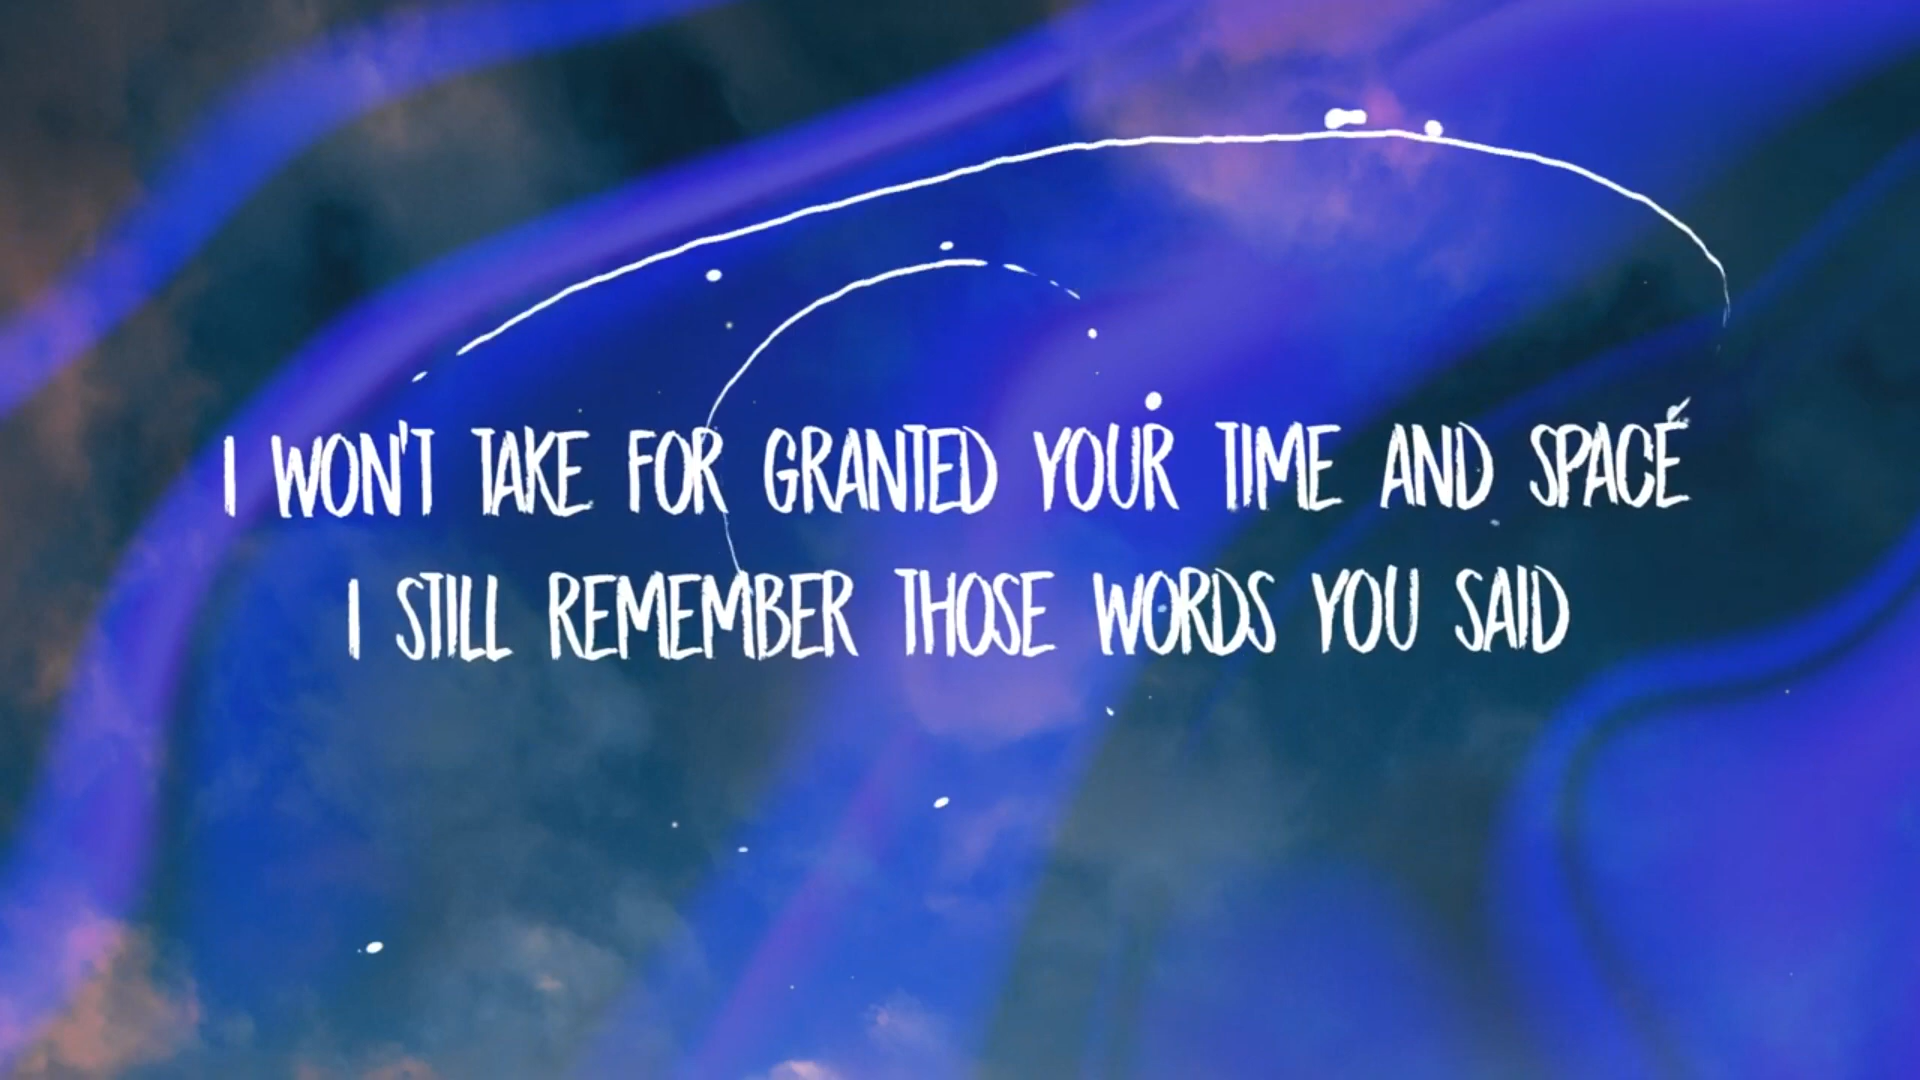 I WON'T TAKE FOR GRANTED YOUR TIME AND SPACE
I STILL REMEMBER THOSE WORDS YOU SAID